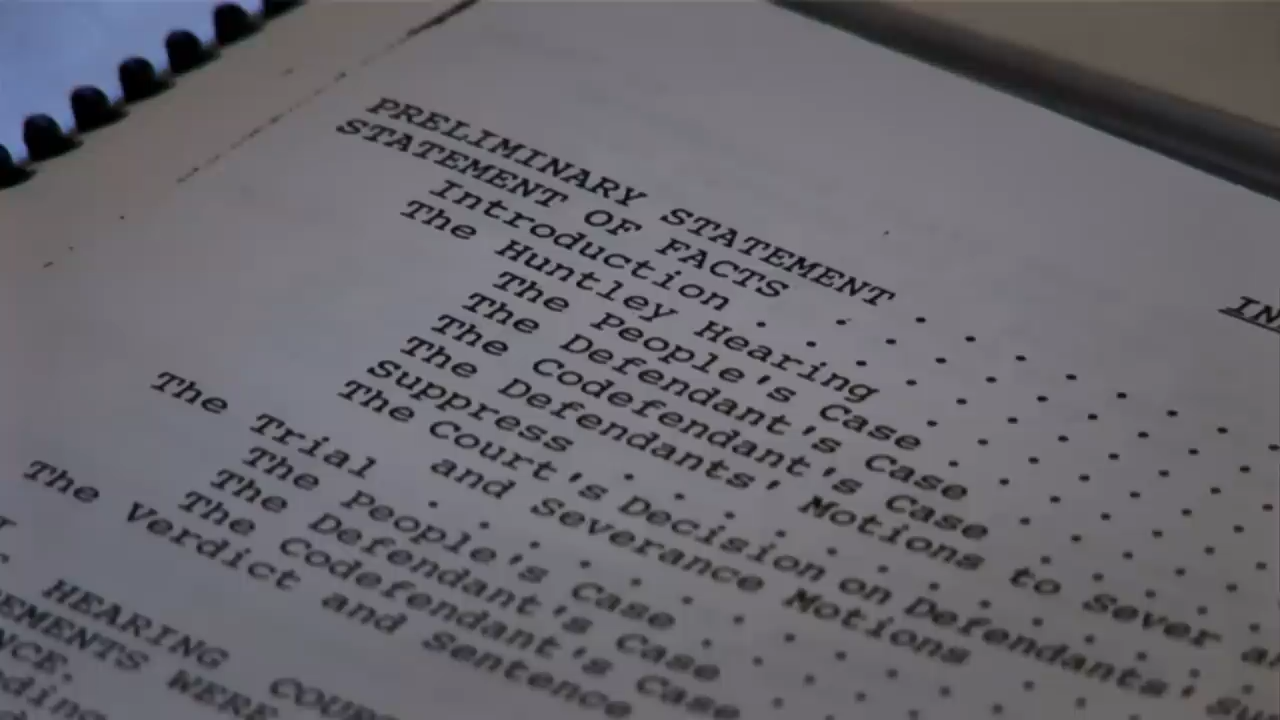 IN
PRELIMINARY STATEMENT . . . .
STATEMENT OF FACTS . . . . . .
Introduction . . . . . . . .
The Huntley Hearing . . . . . .
The People's Case . . . . . .
The Defendant's Case . . . . .
The Codefendant's Case . . . . .
The Defendants' Motions to Sever
Suppress . . . . . . . .
The Court's Decision on Defendants'
and Severance Motions . . . .
The Trial . . . . . . . .
The People's Case . . . . .
The Defendant's Case . . . .
The Codefendant's Case
The Verdict and Sentence
HEARING
WERE